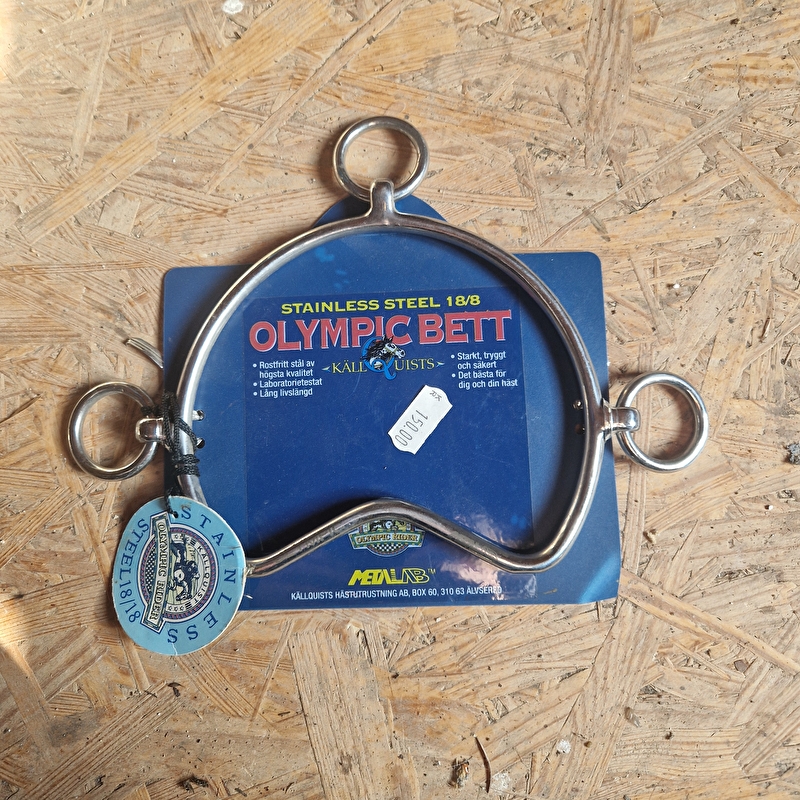 STAINLESS STEEL 18/8
OLYMPIC BETT
• Rostfritt stål av
högsta kvalitet
• Laboratorietestat
• Lång livslängd
KÄLLQUISTS
• Starkt, tryggt
och säkert
• Det bästa för
dig och din häst
150.00
OLYMPIC RIDER
METALAB™
KÄLLQUISTS HÄSTUTRUSTNING AB, BOX 60, 310 63 ÄLVSERED
STAINLESS
STEEL 18/8
KÄLLQUIST
OLYMPIC RIDER